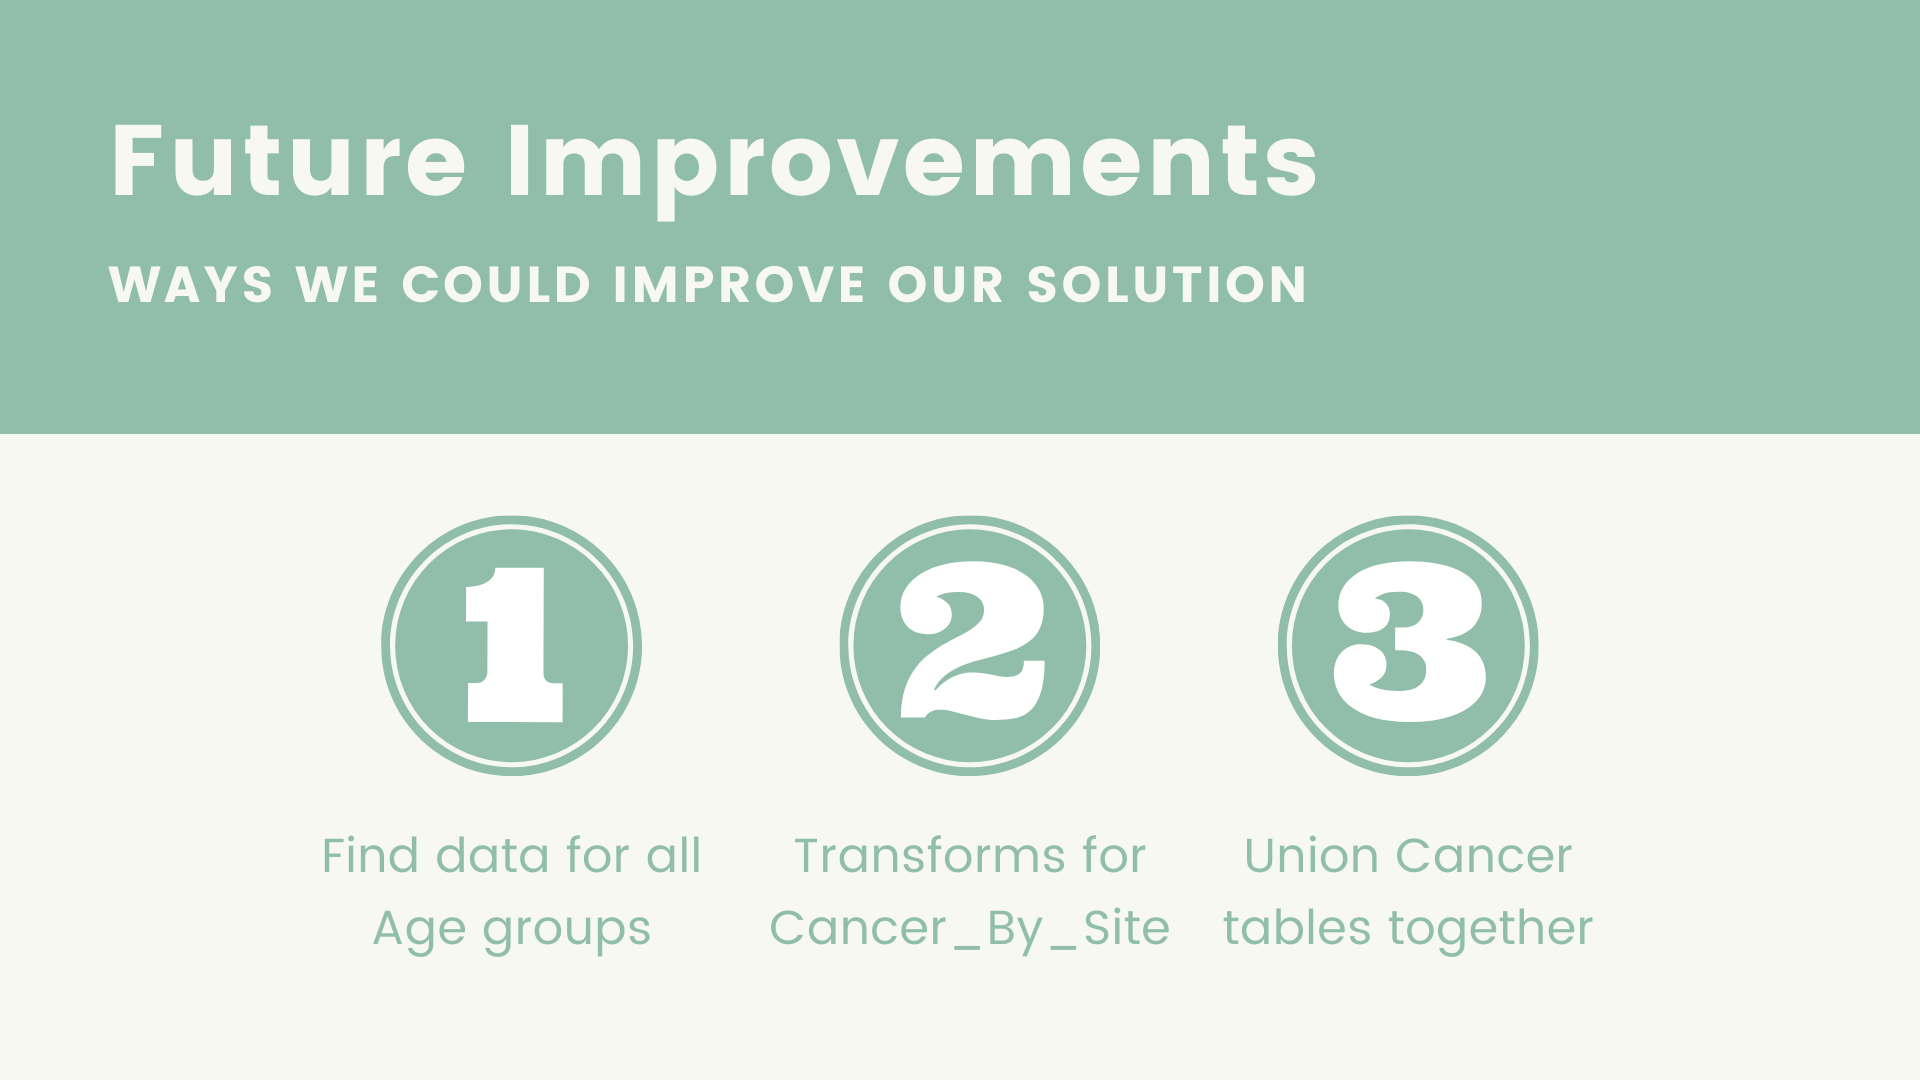 Future Improvements
WAYS WE COULD IMPROVE OUR SOLUTION
1
2
3
Find data for all
Age groups
Transforms for
Cancer_By_Site
Union Cancer
tables together